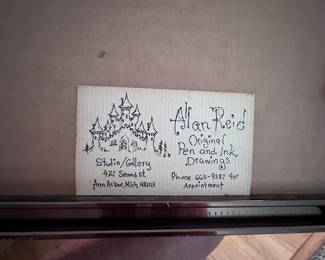 Allan Reid
Original
Pen and Ink
Drawings
Phone 662-9587 for
Appointment
Studio/Gallery
421 Second St
Ann Arbor, Mich. 48103